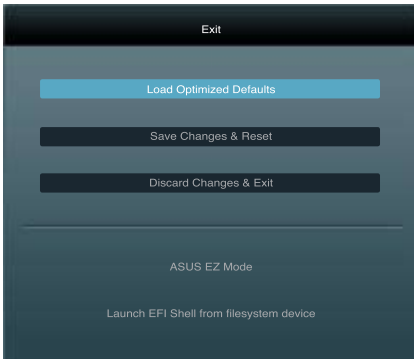 Exit
Load Optimized Defaults
Save Changes & Reset
Discard Changes & Exit
ASUS EZ Mode
Launch EFI Shell from filesystem device